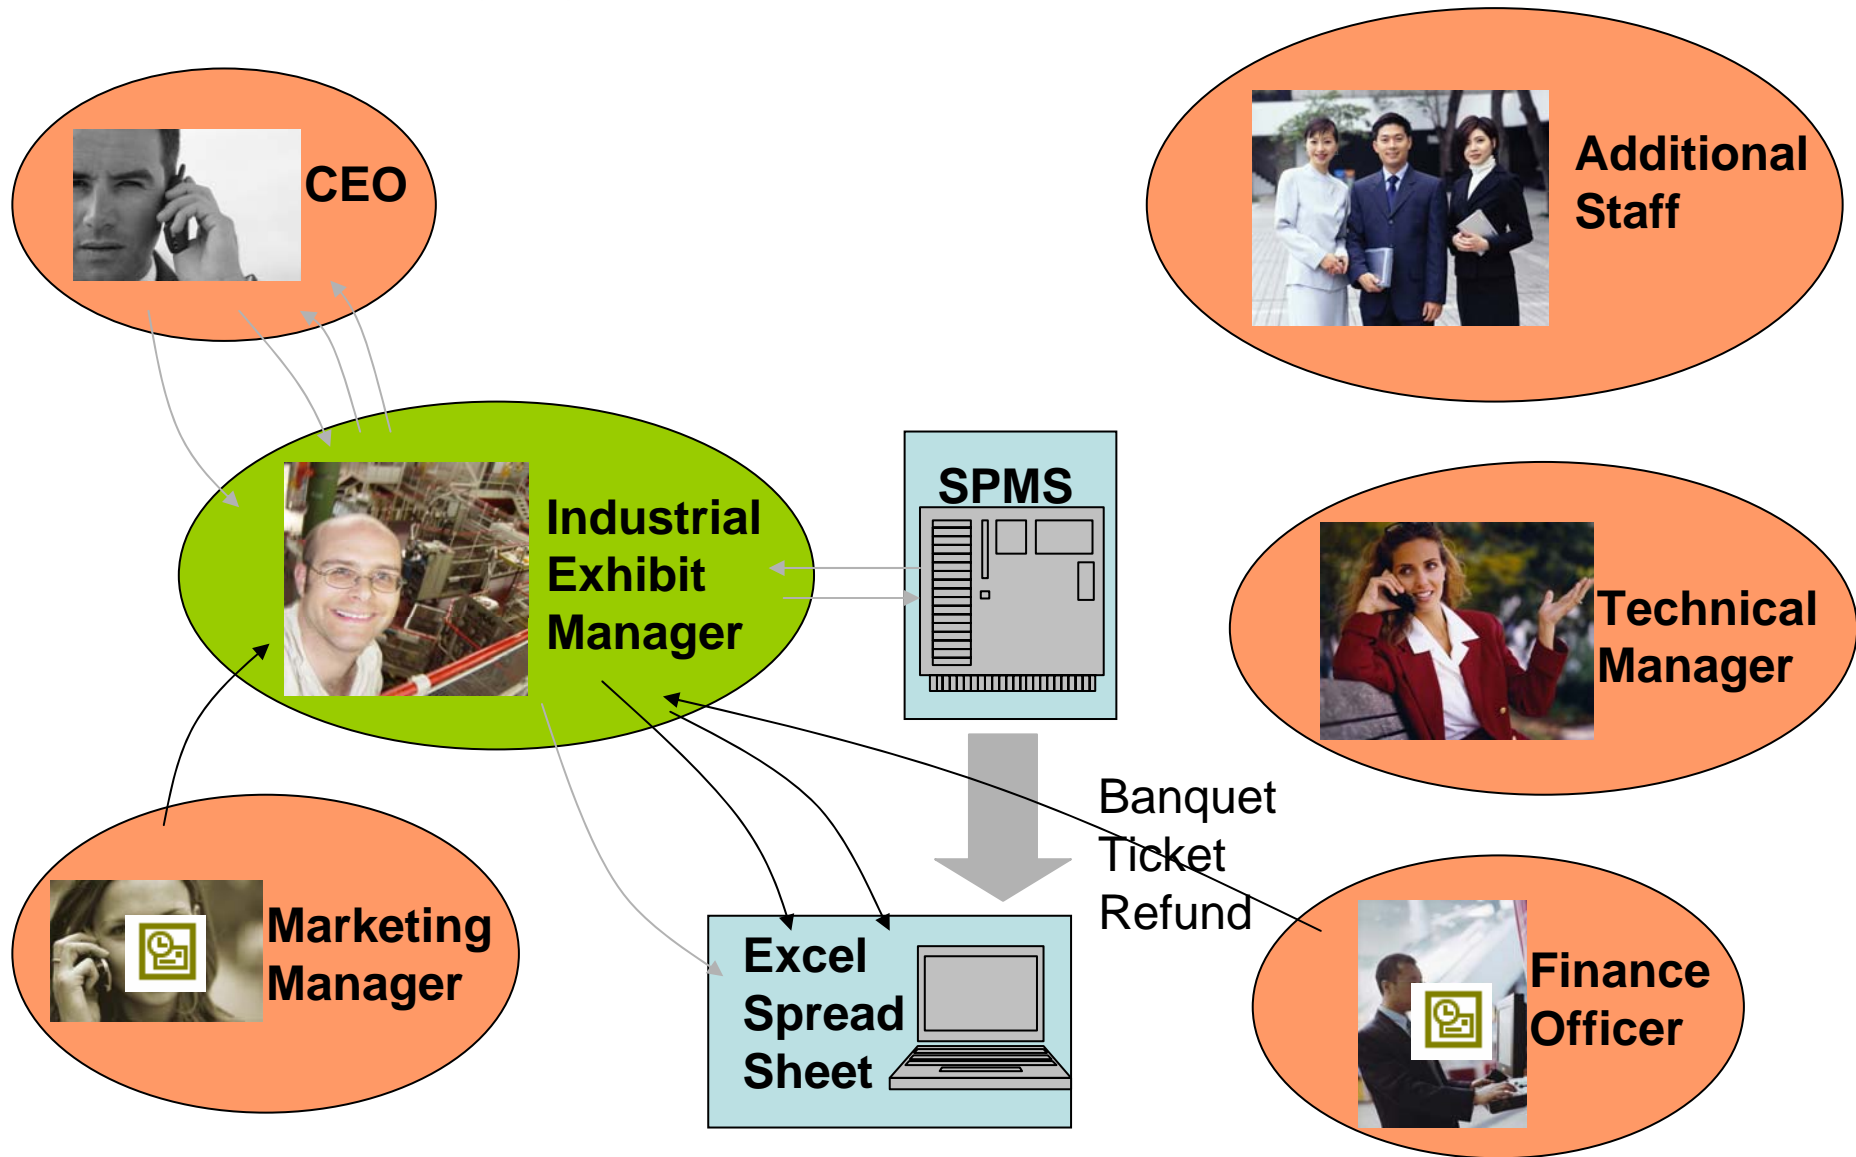 CEO
Additional
Staff
SPMS
Industrial
Exhibit
Manager
Technical
Manager
Banquet
Ticket
Refund
Marketing
Manager
Excel
Spread
Sheet
Finance
Officer